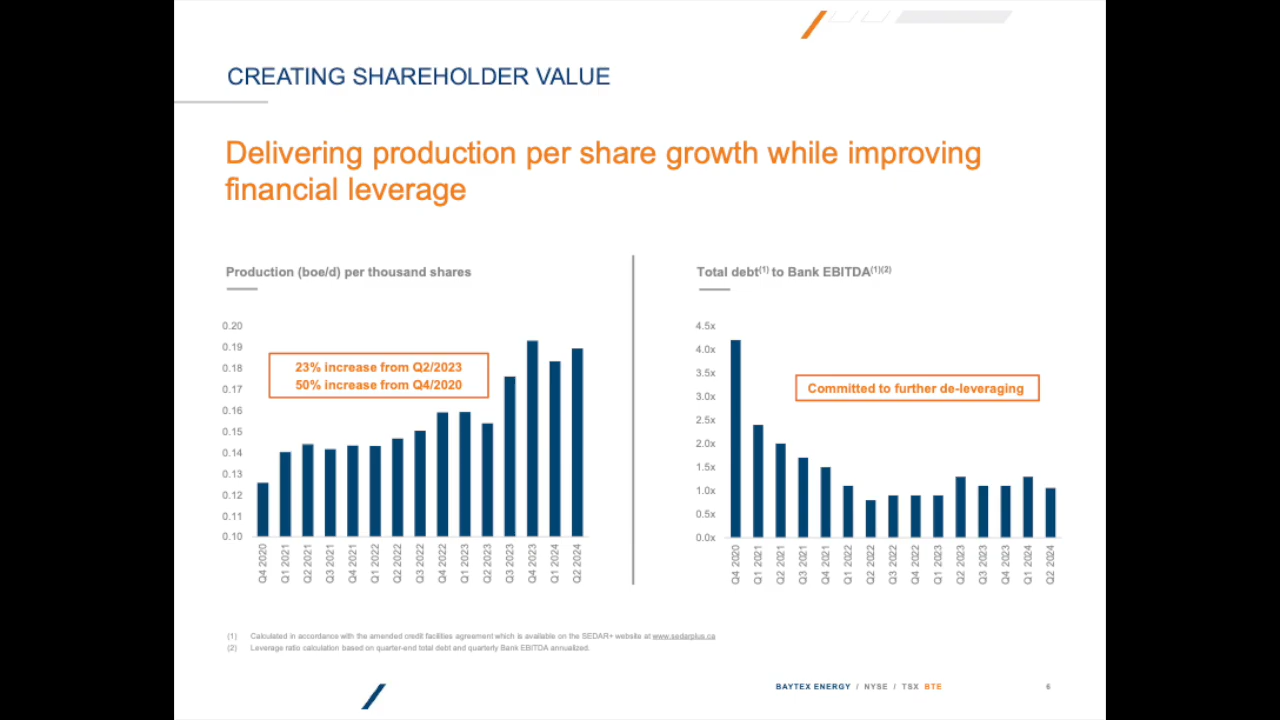 CREATING SHAREHOLDER VALUE
Delivering production per share growth while improving
financial leverage
Production (boe/d) per thousand shares
0.20
0.19
0.18
0.17
0.16
0.15
0.14
0.13
0.12
0.11
0.10
23% increase from Q2/2023
50% increase from Q4/2020
Q4 2020
Q1 2021
Q2 2021
Q3 2021
Q4 2021
Q1 2022
Q2 2022
Q3 2022
Q4 2022
Q1 2023
Q2 2023
Q3 2023
Q4 2023
Q1 2024
Q2 2024
Total debt(1) to Bank EBITDA(1)(2)
4.5x
4.0x
3.5x
3.0x
2.5x
2.0x
1.5x
1.0x
0.5x
0.0x
Committed to further de-leveraging
Q4 2020
Q1 2021
Q2 2021
Q3 2021
Q4 2021
Q1 2022
Q2 2022
Q3 2022
Q4 2022
Q1 2023
Q2 2023
Q3 2023
Q4 2023
Q1 2024
Q2 2024
(1) Calculated in accordance with the amended credit facilities agreement which is available on the SEDAR+ website at www.sedarplus.ca
(2) Leverage ratio calculation based on quarter-end total debt and quarterly Bank EBITDA annualized.
BAYTEX ENERGY / NYSE / TSX BTE
6